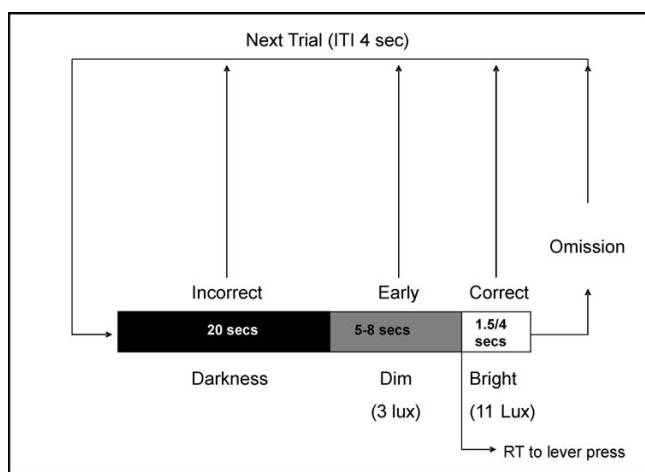 Next Trial (ITI 4 sec)
Omission
Incorrect Early Correct
20 secs 5-8 secs 1.5/4
secs
Darkness Dim Bright
(3 lux) (11 Lux)
RT to lever press